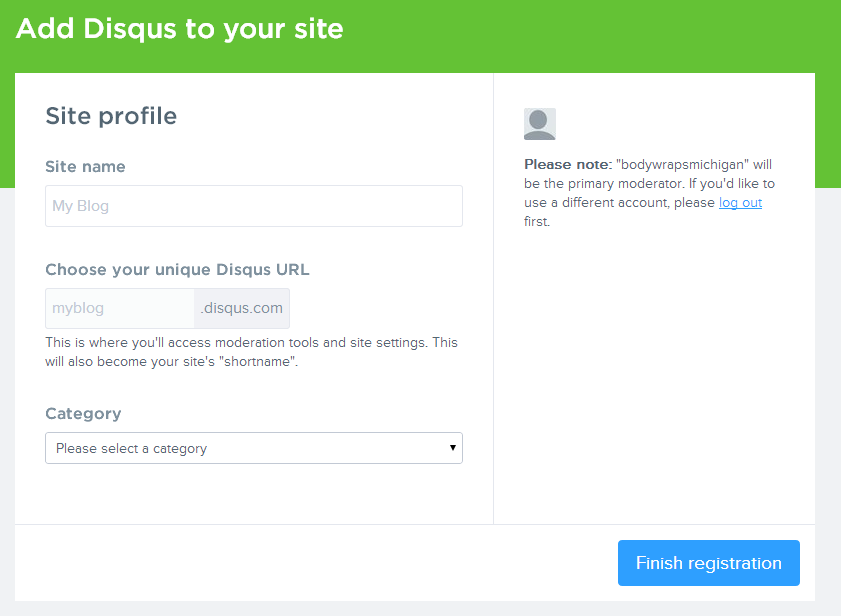 Add Disqus to your site
Site profile
Site name
My Blog
Choose your unique Disqus URL
myblog .disqus.com
This is where you'll access moderation tools and site settings. This
will also become your site's "shortname".
Category
Please select a category
Please note: "bodywrapsmichigan" will
be the primary moderator. If you'd like to
use a different account, please log out
first.
Finish registration